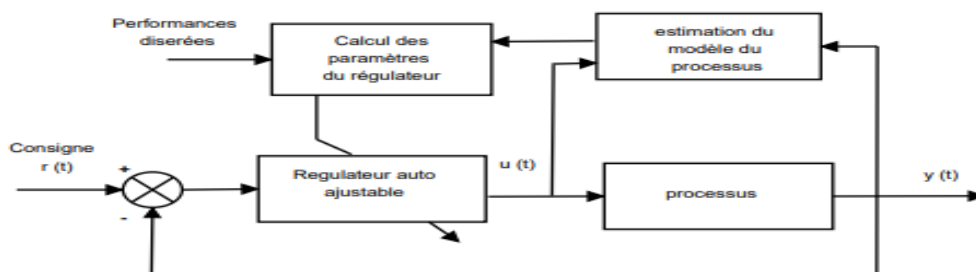 Performances
diserées
Calcul des
paramètres
du régulateur
estimation du
modèle du
processus
Consigne
r (t)
+
-
Regulateur auto
ajustable
u (t)
processus
y (t)